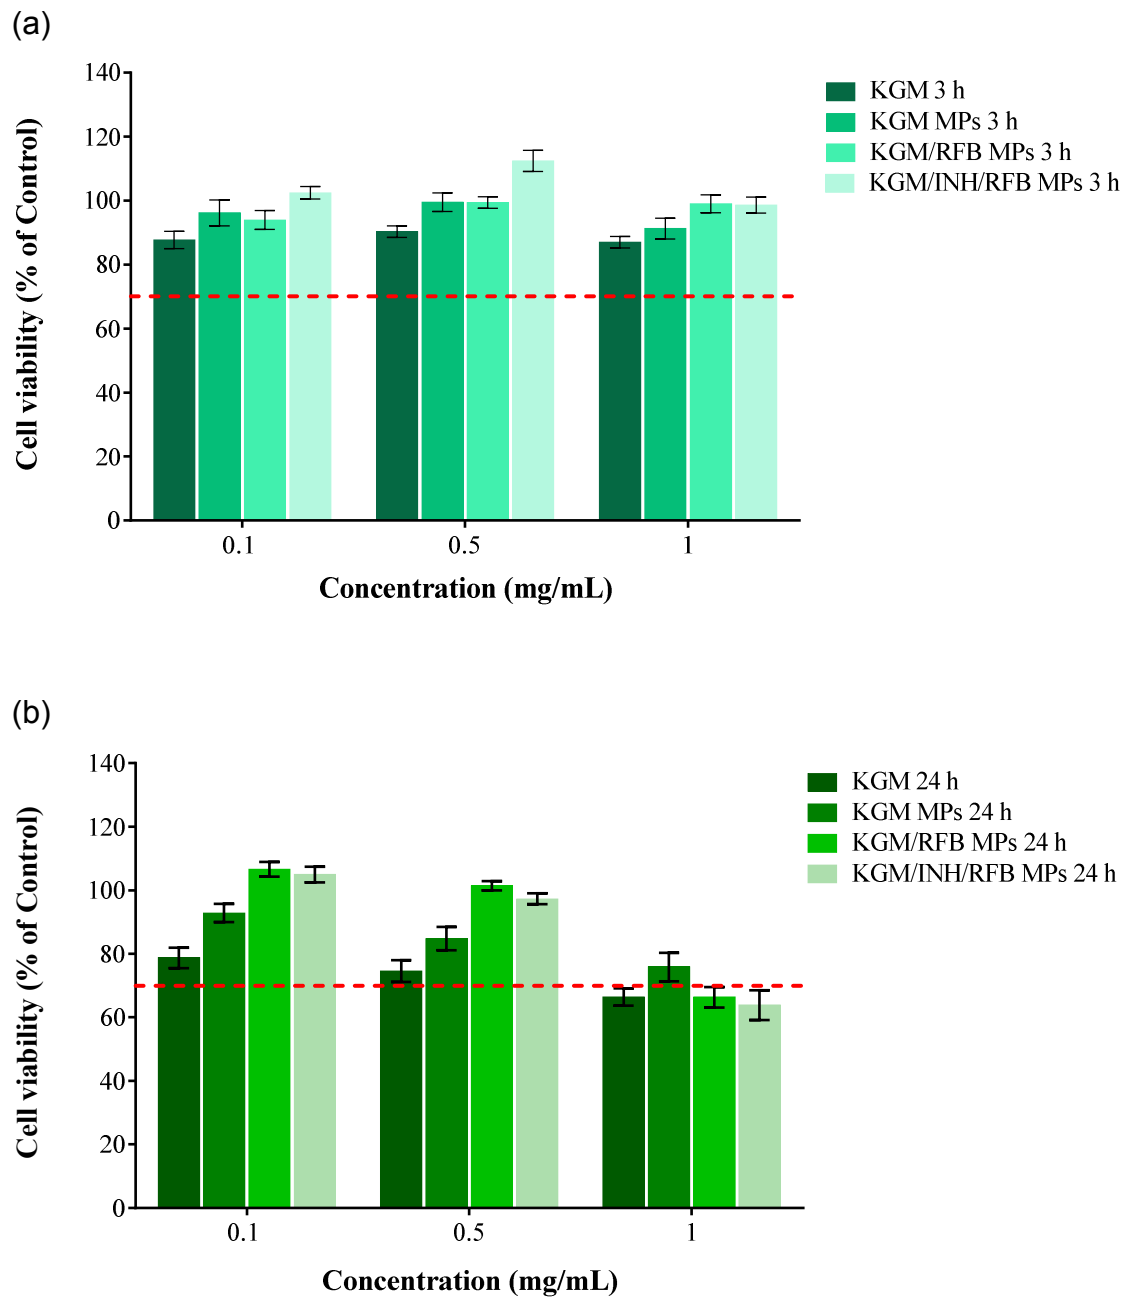 (a)
Cell viability (% of Control)
140
120
100
80
60
40
20
0
0.1
0.5
1
Concentration (mg/mL)
KGM 3 h
KGM MPs 3 h
KGM/RFB MPs 3 h
KGM/INH/RFB MPs 3 h
(b)
Cell viability (% of Control)
140
120
100
80
60
40
20
0
0.1
0.5
1
Concentration (mg/mL)
KGM 24 h
KGM MPs 24 h
KGM/RFB MPs 24 h
KGM/INH/RFB MPs 24 h